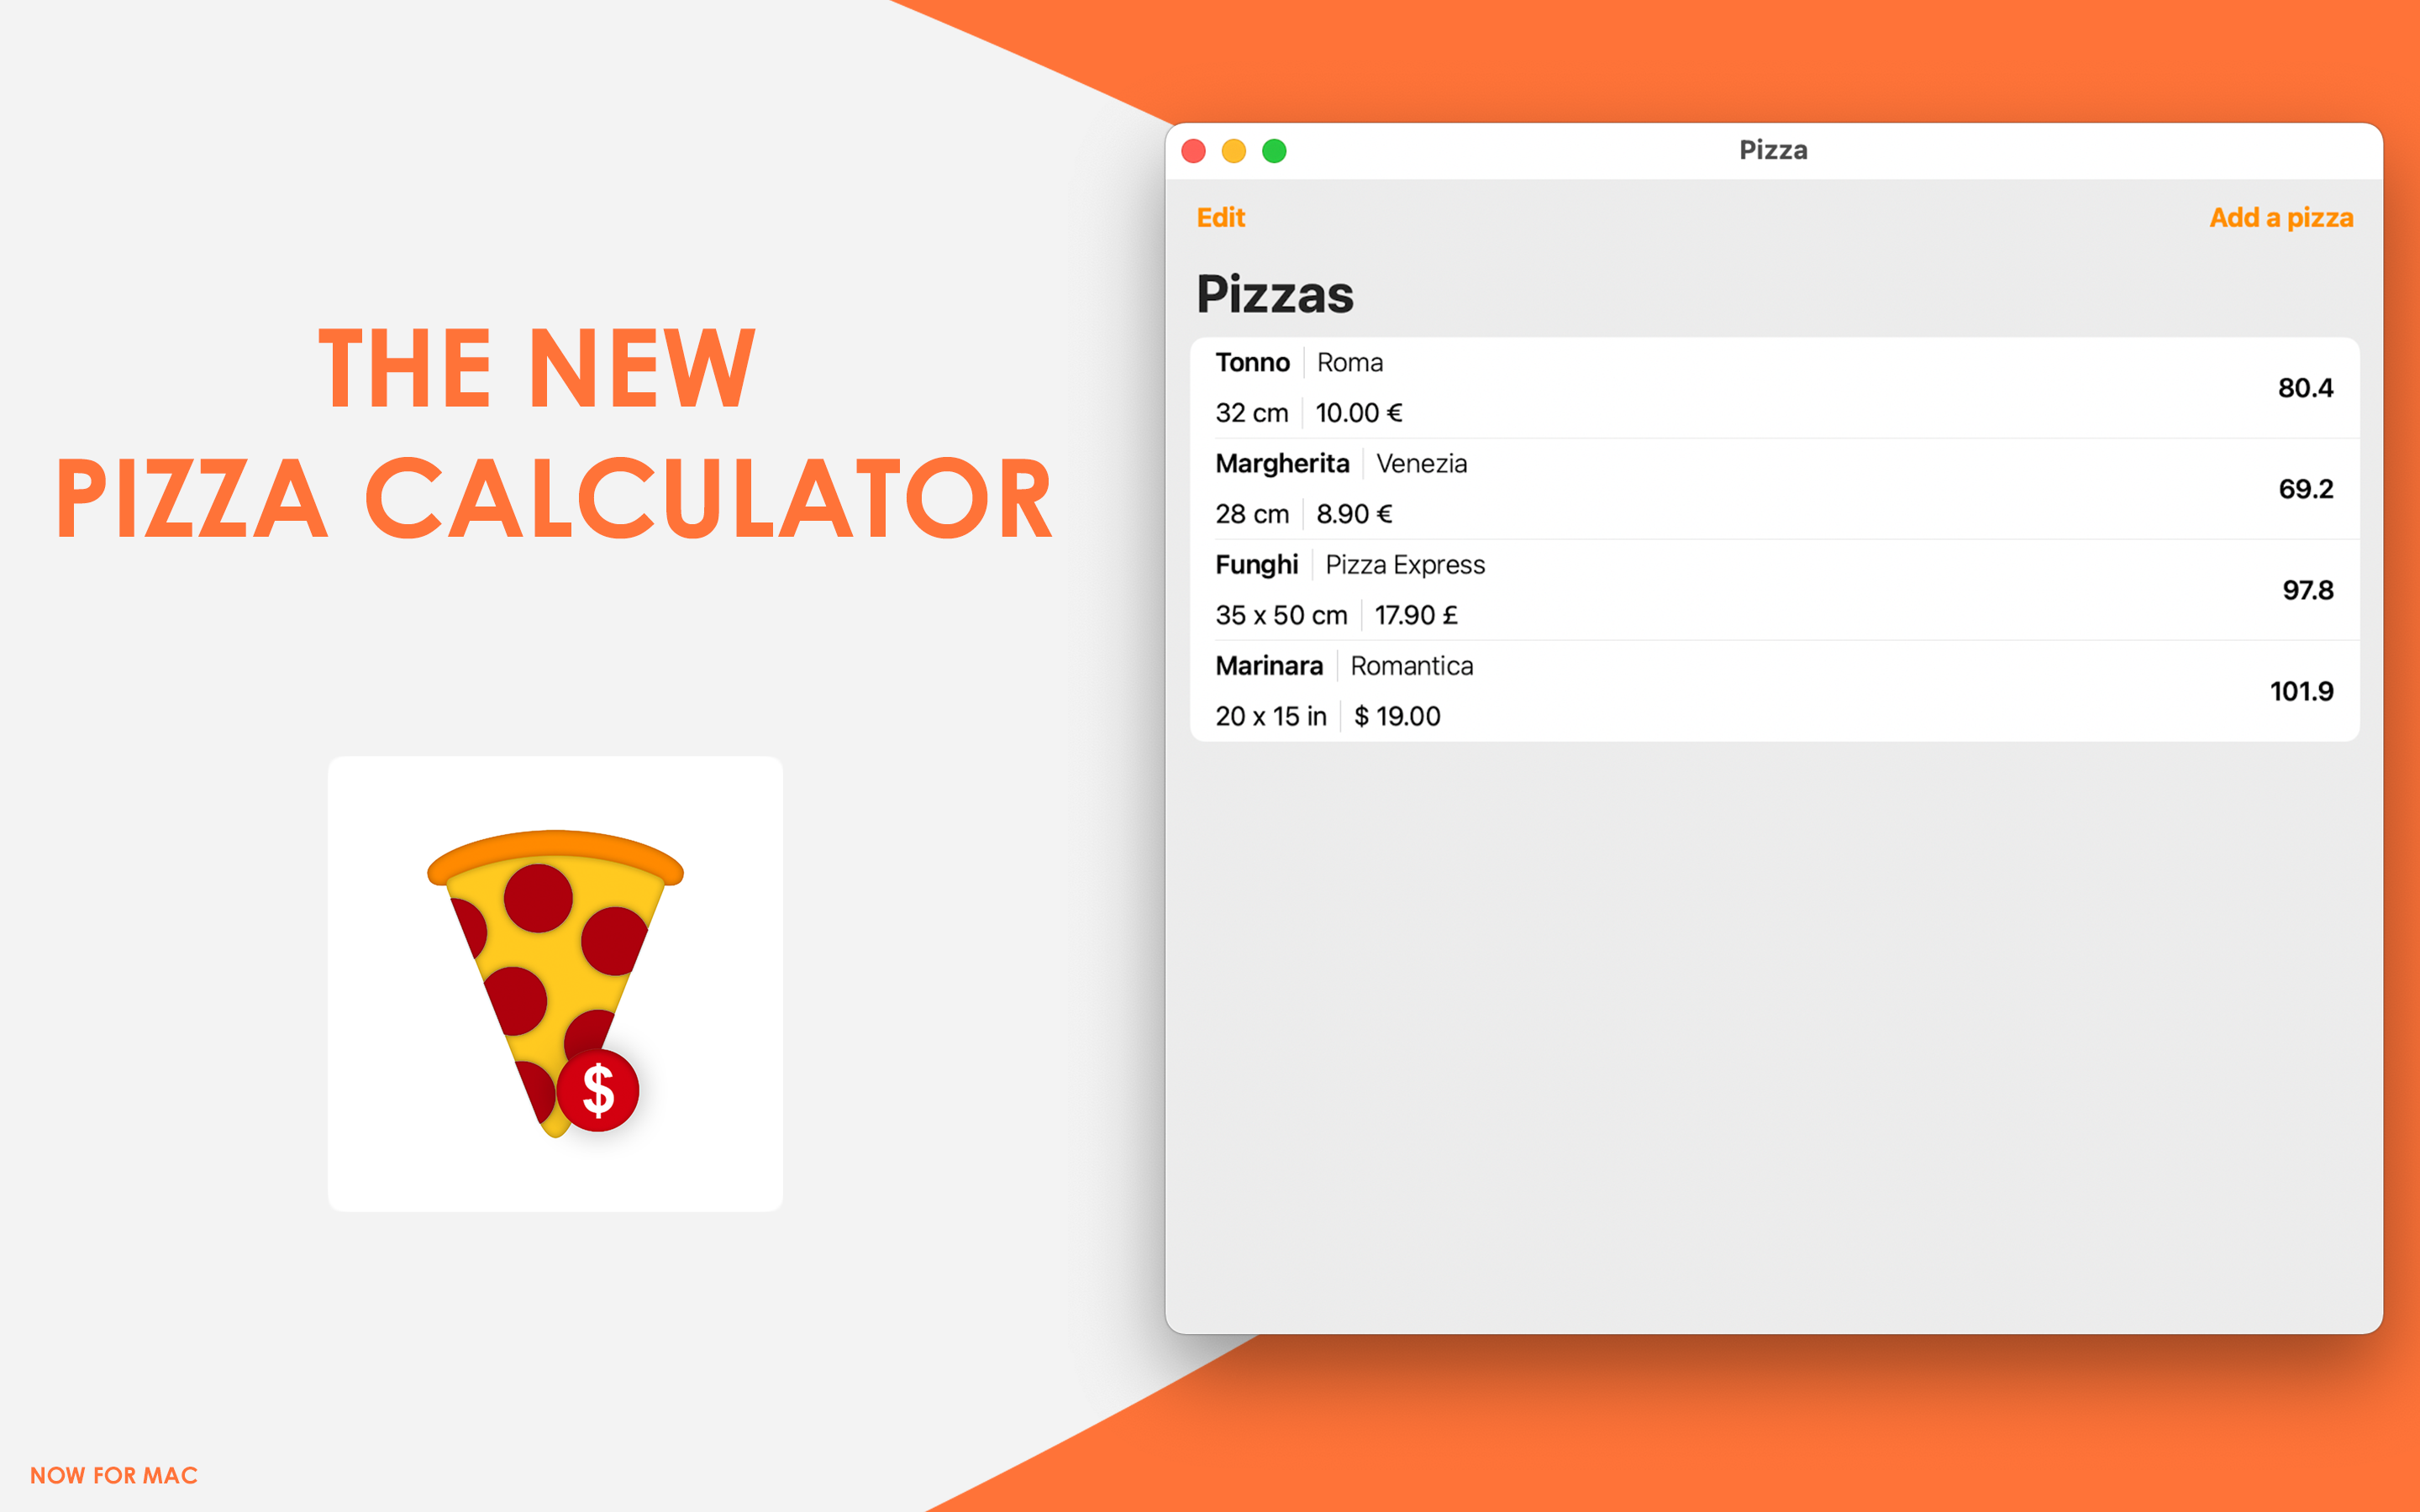 THE NEW
PIZZA CALCULATOR
$
NOW FOR MAC
Pizza
Edit
Add a pizza
Pizzas
Tonno | Roma
32 cm | 10.00 €
80.4
Margherita | Venezia
28 cm | 8.90 €
69.2
Funghi | Pizza Express
35 x 50 cm | 17.90 £
97.8
Marinara | Romantica
20 x 15 in | $ 19.00
101.9